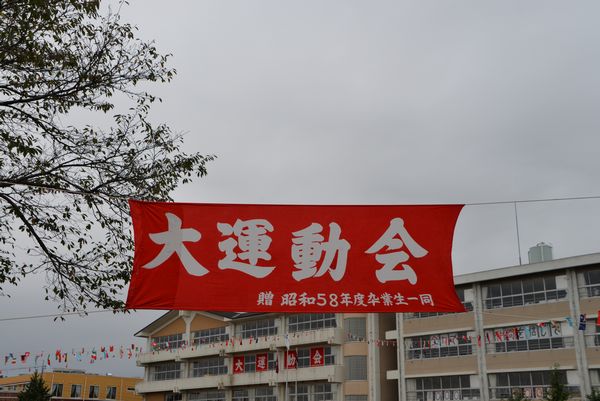 大運動会
贈 昭和58年度卒業生一同
大 運 動 会